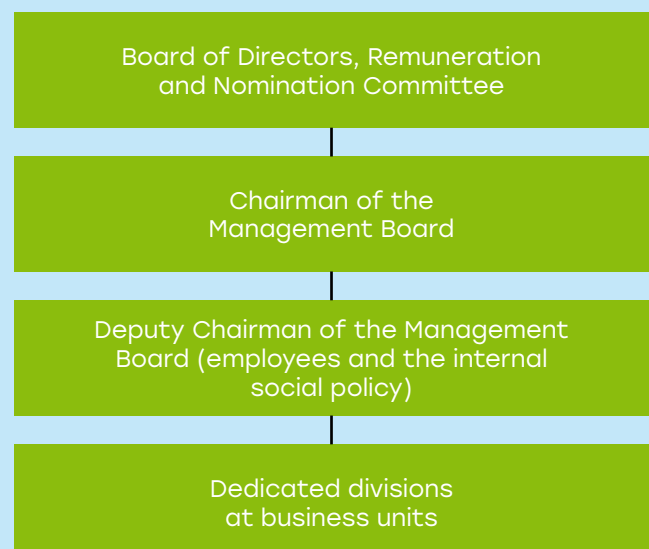 Board of Directors, Remuneration
and Nomination Committee
Chairman of the
Management Board
Deputy Chairman of the Management
Board (employees and the internal
social policy)
Dedicated divisions
at business units